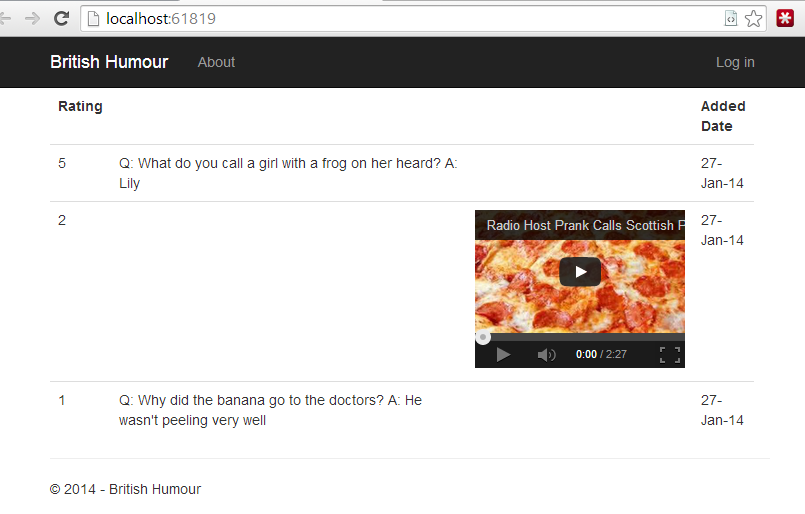 localhost:61819
British Humour About Log in
Rating Added
Date
5 Q: What do you call a girl with a frog on her heard? A: 27-
Lily Jan-14
2 Radio Host Prank Calls Scottish P 27-
Jan-14
0:00 / 2:27
1 Q: Why did the banana go to the doctors? A: He 27-
wasn't peeling very well Jan-14
© 2014 - British Humour